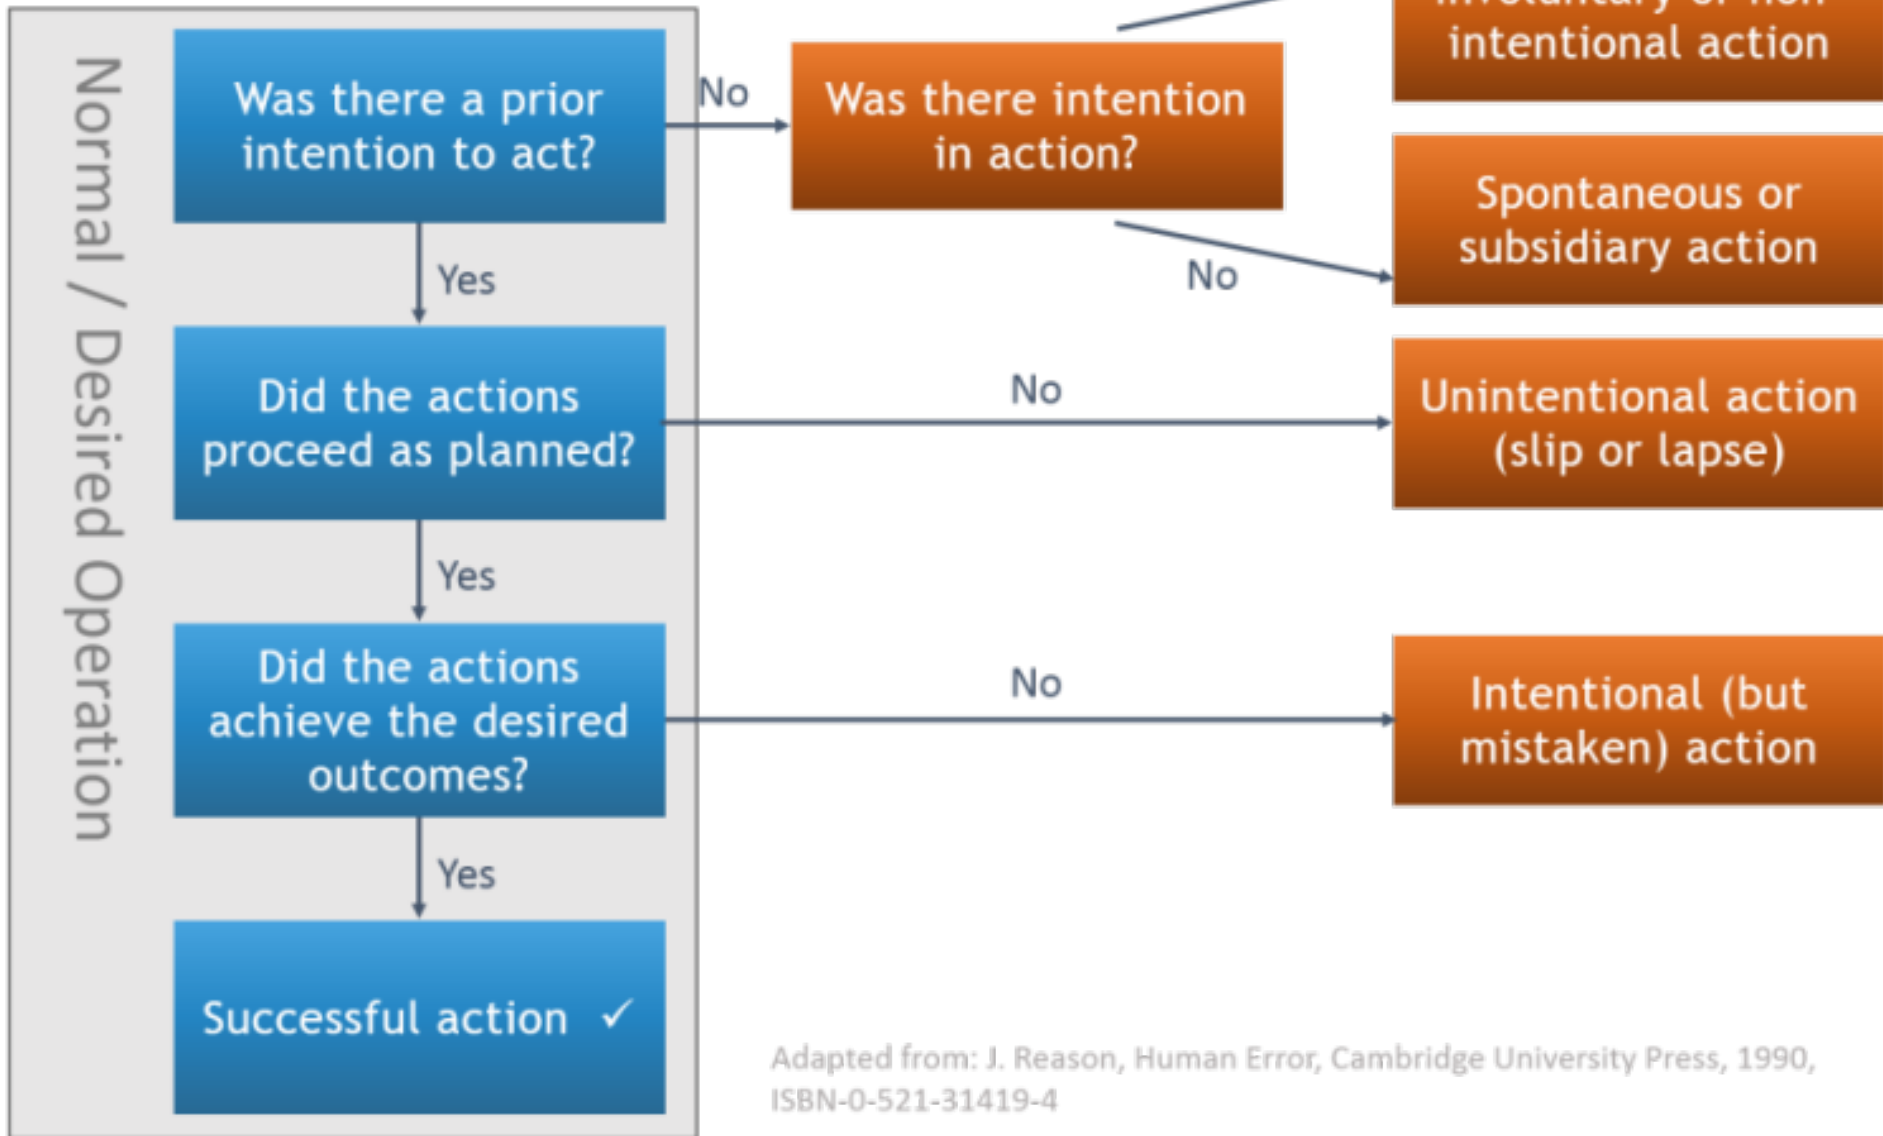 Normal / Desired Operation
Was there a prior
intention to act?
No
Was there intention
in action?
intentional action
Spontaneous or
subsidiary action
No
Yes
Did the actions
proceed as planned?
No
Unintentional action
(slip or lapse)
Yes
Did the actions
achieve the desired
outcomes?
No
Intentional (but
mistaken) action
Yes
Successful action ✓
Adapted from: J. Reason, Human Error, Cambridge University Press, 1990,
ISBN-0-521-31419-4